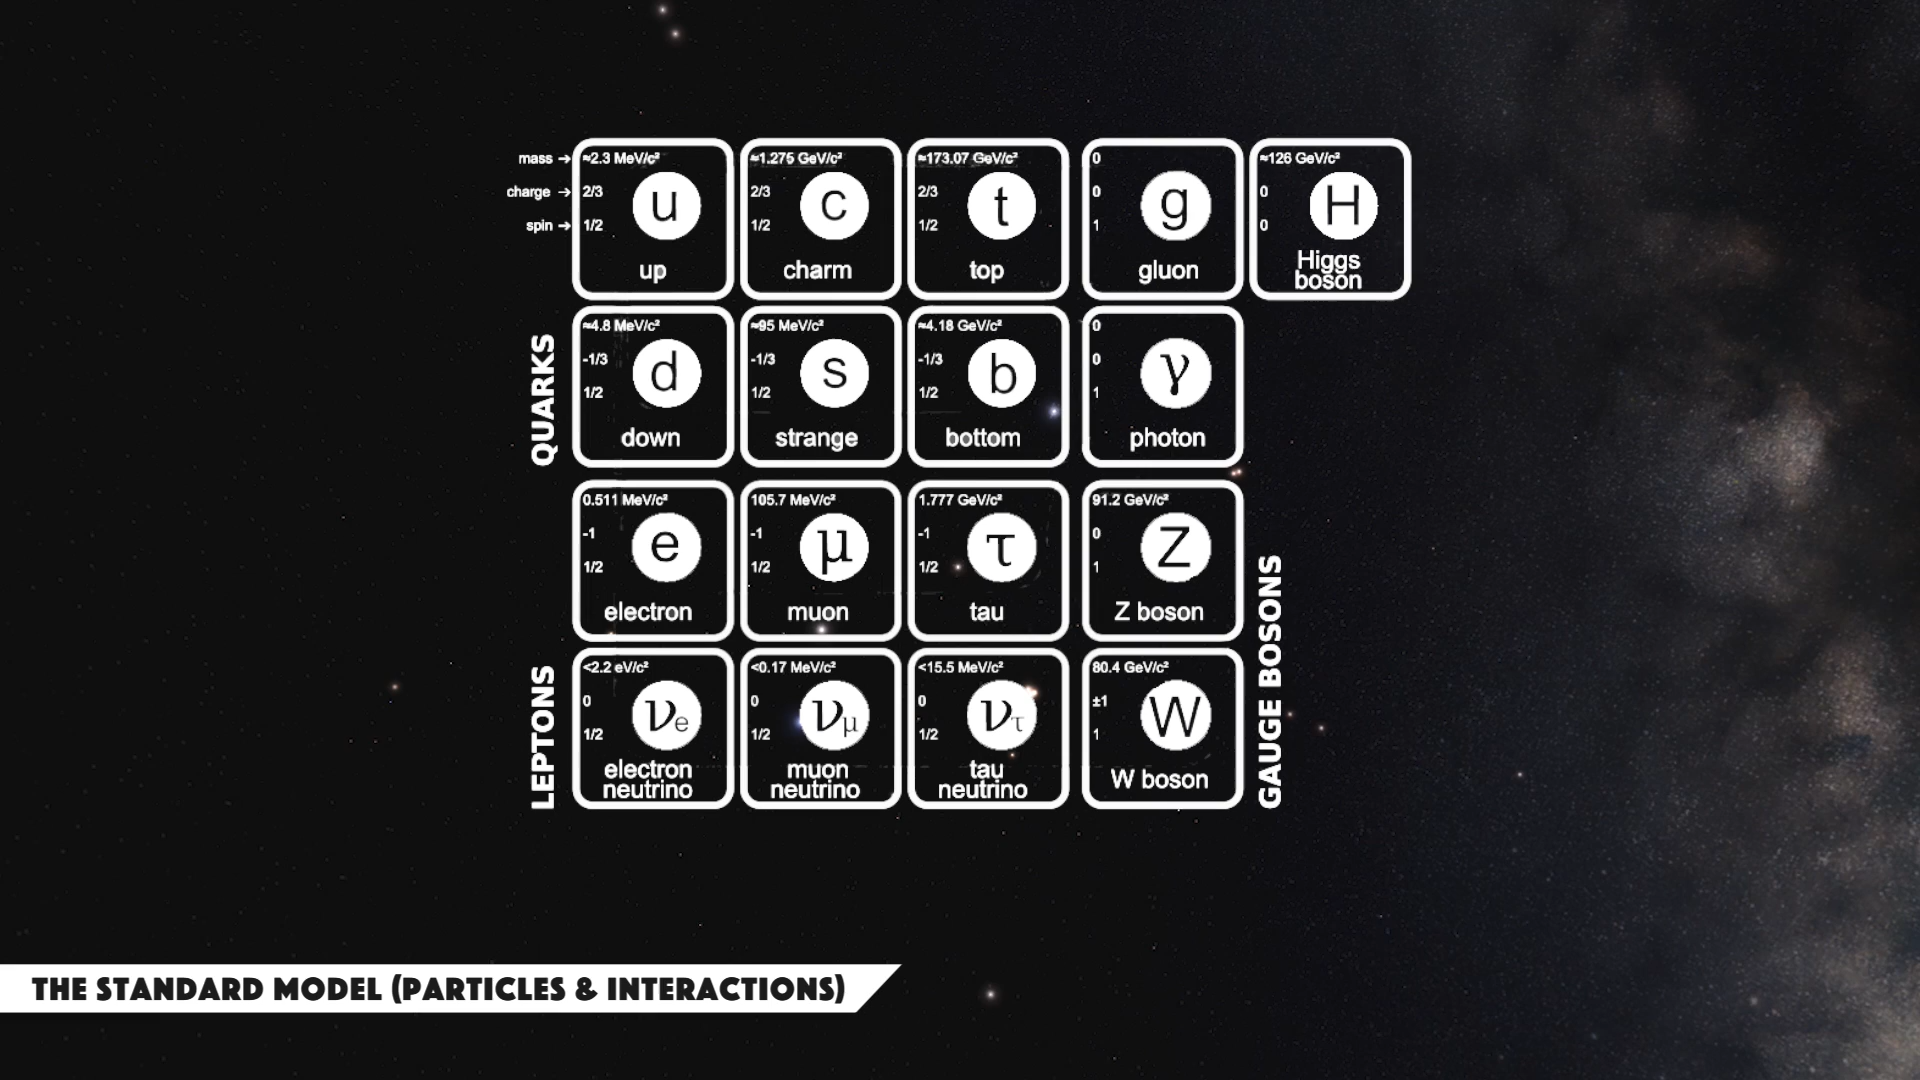 mass → ≈2.3 MeV/c²
charge → 2/3
spin → 1/2
u
up
≈1.275 GeV/c²
2/3
1/2
c
charm
≈173.07 GeV/c²
2/3
1/2
t
top
0
0
1
g
gluon
≈126 GeV/c²
0
0
H
Higgs
boson
QUARKS
≈4.8 MeV/c²
-1/3
1/2
d
down
≈95 MeV/c²
-1/3
1/2
s
strange
≈4.18 GeV/c²
-1/3
1/2
b
bottom
0
0
1
γ
photon
0.511 MeV/c²
-1
1/2
e
electron
105.7 MeV/c²
-1
1/2
μ
muon
1.777 GeV/c²
-1
1/2
τ
tau
91.2 GeV/c²
0
1
Z
Z boson
GAUGE BOSONS
LEPTONS
<2.2 eV/c²
0
1/2
νe
electron
neutrino
<0.17 MeV/c²
0
1/2
νμ
muon
neutrino
<15.5 MeV/c²
0
1/2
ντ
tau
neutrino
80.4 GeV/c²
±1
1
W
W boson
THE STANDARD MODEL (PARTICLES & INTERACTIONS)